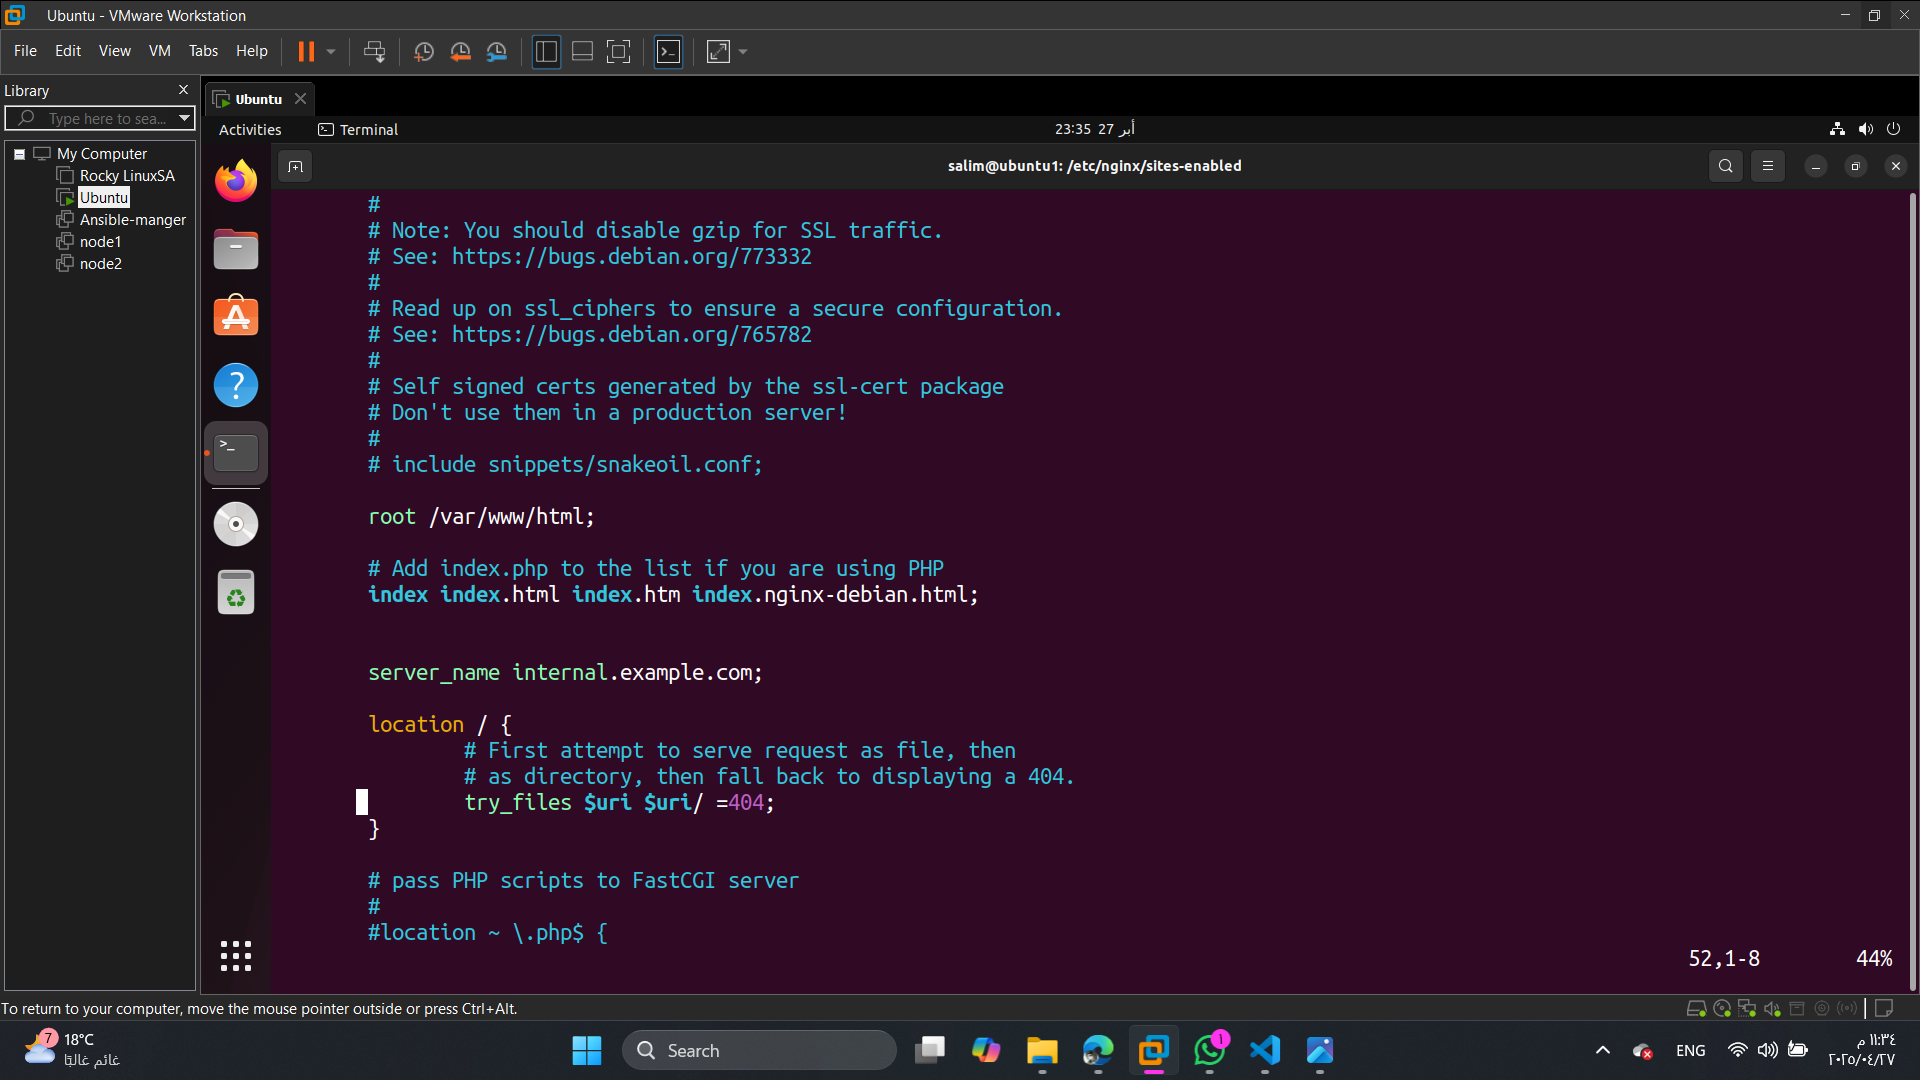 Ubuntu - VMware Workstation
File Edit View VM Tabs Help
Library
Type here to sea...
My Computer
Rocky LinuxSA
Ubuntu
Ansible-manger
node1
node2
Ubuntu
Activities
Terminal
23:35 27 أبر
salim@ubuntu1: /etc/nginx/sites-enabled
#
# Note: You should disable gzip for SSL traffic.
# See: https://bugs.debian.org/773332
#
# Read up on ssl_ciphers to ensure a secure configuration.
# See: https://bugs.debian.org/765782
#
# Self signed certs generated by the ssl-cert package
# Don't use them in a production server!
#
# include snippets/snakeoil.conf;
root /var/www/html;
# Add index.php to the list if you are using PHP
index index.html index.htm index.nginx-debian.html;
server_name internal.example.com;
location / {
# First attempt to serve request as file, then
# as directory, then fall back to displaying a 404.
try_files $uri $uri/ =404;
}
# pass PHP scripts to FastCGI server
#
#location ~ \.php$ {
52,1-8 44%
To return to your computer, move the mouse pointer outside or press Ctrl+Alt.
7
18°C
غائم غالبًا
Search
١
ENG
١١:٣٤ م
٢٠٢٥/٠٤/٢٧